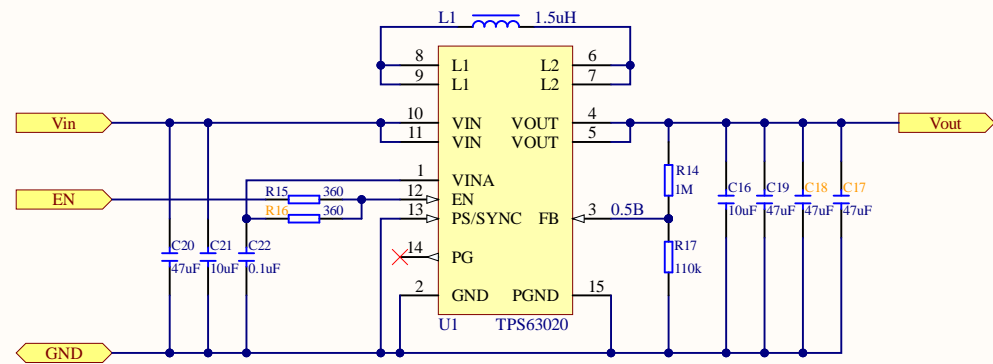 L1 1.5uH
8 L1 L2 6
9 L1 L2 7
Vin 10 VIN VOUT 4 Vout
11 VIN VOUT 5
1 VINA
R14
1M
EN R15 360 12 EN
R16 360 13 PS/SYNC FB 3 0.5В
C16 C19 C18 C17
10uF 47uF 47uF 47uF
R17
110k
C20 C21 C22
47uF 10uF 0.1uF
14 PG
2 GND PGND 15
U1 TPS63020
GND